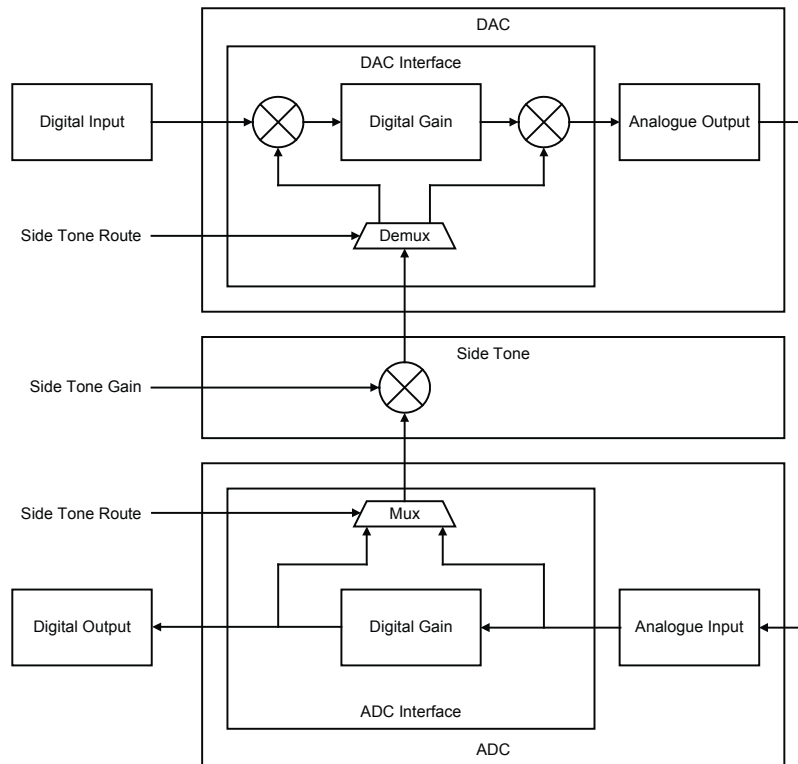 DAC
DAC Interface
Digital Input
Digital Gain
Analogue Output
Side Tone Route
Demux
Side Tone
Side Tone Gain
Side Tone Route
Mux
Digital Output
Digital Gain
Analogue Input
ADC Interface
ADC